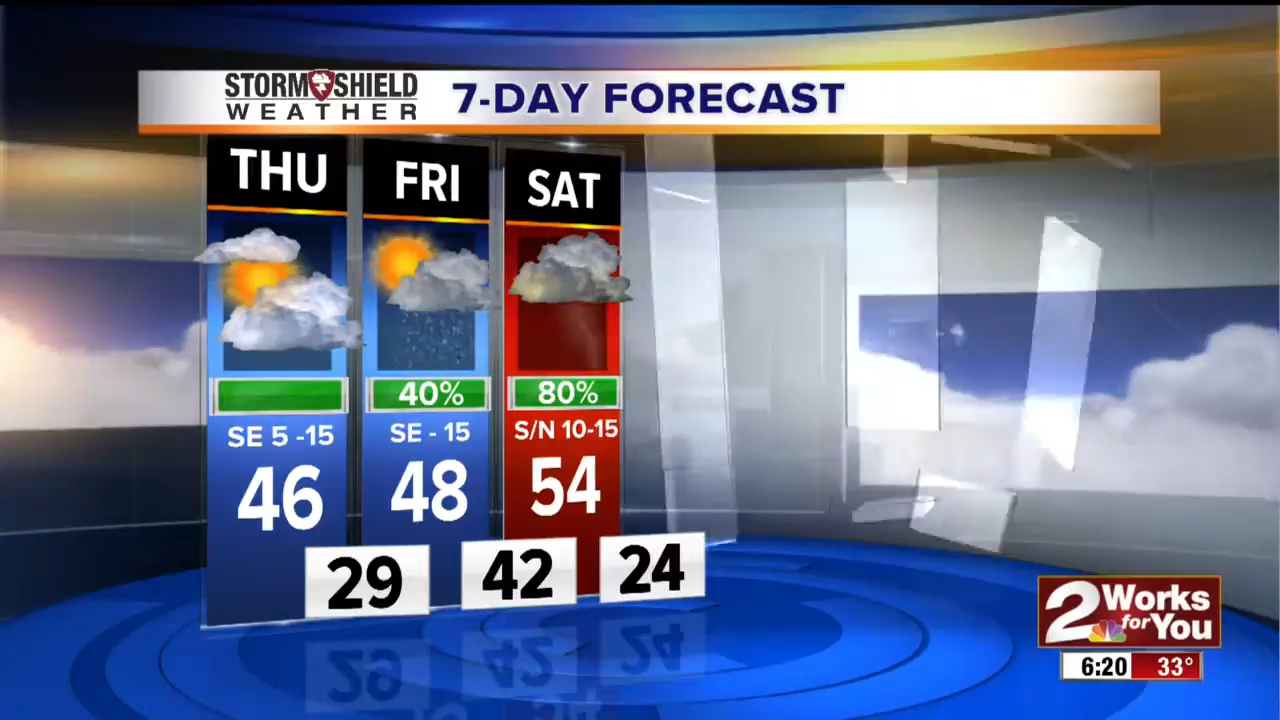 STORM SHIELD
WEATHER
7-DAY FORECAST
THU
FRI
SAT
40%
80%
SE 5 -15
SE - 15
S/N 10-15
46
48
54
29
42
24
2 Works
for You
6:20
33°